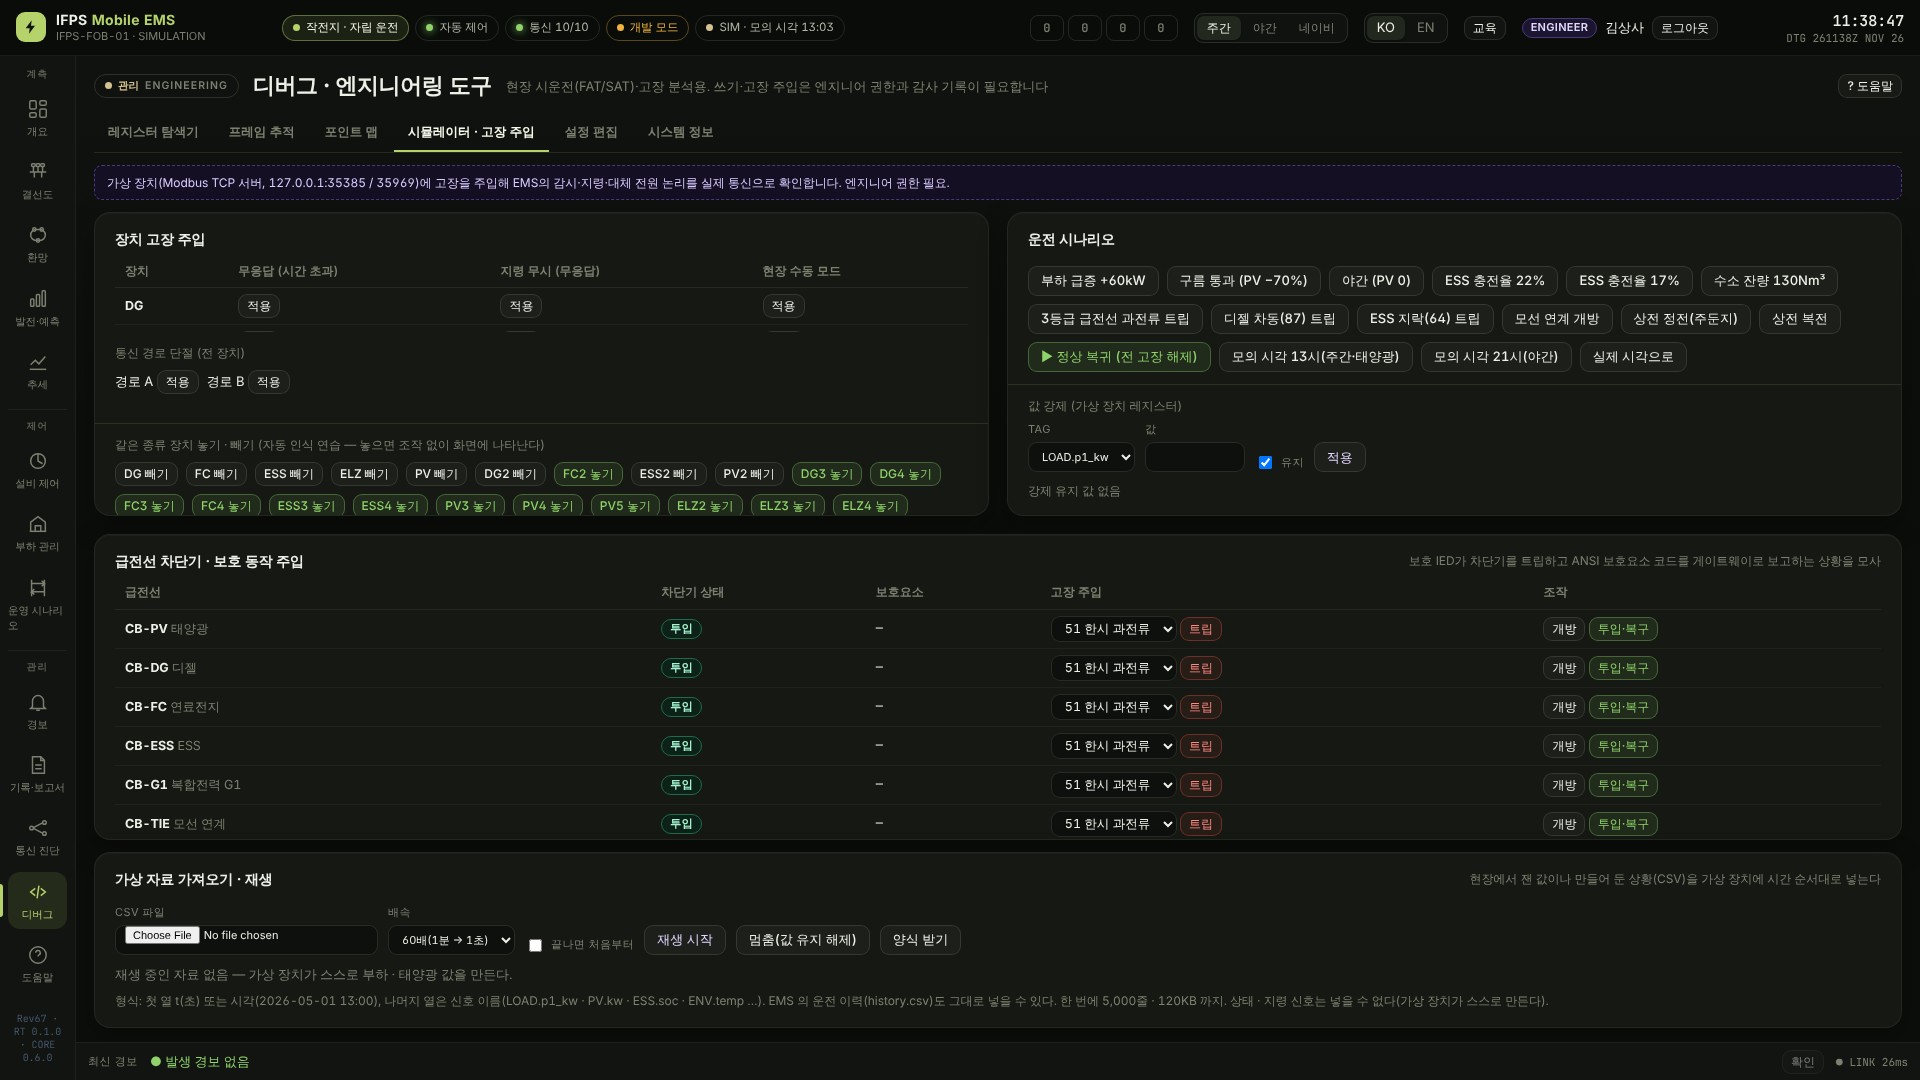 IFPS Mobile EMS
IFPS-FOB-01 · SIMULATION
작전지 · 자립 운전
자동 제어
통신 10/10
개발 모드
SIM · 모의 시각 13:03
0 0 0 0
주간 야간 네이비
KO EN
교육
ENGINEER 김상사 로그아웃
11:38:47
DTG 261138Z NOV 26
계측
개요
결선도
환망
발전·예측
추세
제어
설비 제어
부하 관리
운영 시나리오
관리
경보
기록·보고서
통신 진단
디버그
도움말
Rev67 ·
RT 0.1.0
· CORE
0.6.0
관리 ENGINEERING
디버그 · 엔지니어링 도구
현장 시운전(FAT/SAT)·고장 분석용. 쓰기·고장 주입은 엔지니어 권한과 감사 기록이 필요합니다
? 도움말
레지스터 탐색기 프레임 추적 포인트 맵 시뮬레이터 · 고장 주입 설정 편집 시스템 정보
가상 장치(Modbus TCP 서버, 127.0.0.1:35385 / 35969)에 고장을 주입해 EMS의 감시·지령·대체 전원 논리를 실제 통신으로 확인합니다. 엔지니어 권한 필요.
장치 고장 주입
장치 무응답 (시간 초과) 지령 무시 (무응답) 현장 수동 모드
DG 적용 적용 적용
통신 경로 단절 (전 장치)
경로 A 적용 경로 B 적용
같은 종류 장치 놓기 · 빼기 (자동 인식 연습 — 놓으면 조작 없이 화면에 나타난다)
DG 빼기 FC 빼기 ESS 빼기 ELZ 빼기 PV 빼기 DG2 빼기 FC2 놓기 ESS2 빼기 PV2 빼기 DG3 놓기 DG4 놓기
FC3 놓기 FC4 놓기 ESS3 놓기 ESS4 놓기 PV3 놓기 PV4 놓기 PV5 놓기 ELZ2 놓기 ELZ3 놓기 ELZ4 놓기
운전 시나리오
부하 급증 +60kW 구름 통과 (PV −70%) 야간 (PV 0) ESS 충전율 22% ESS 충전율 17% 수소 잔량 130Nm³
3등급 급전선 과전류 트립 디젤 차동(87) 트립 ESS 지락(64) 트립 모선 연계 개방 상전 정전(주둔지) 상전 복전
▶ 정상 복귀 (전 고장 해제) 모의 시각 13시(주간·태양광) 모의 시각 21시(야간) 실제 시각으로
값 강제 (가상 장치 레지스터)
TAG 값
LOAD.p1_kw 유지 적용
강제 유지 값 없음
급전선 차단기 · 보호 동작 주입
보호 IED가 차단기를 트립하고 ANSI 보호요소 코드를 게이트웨이로 보고하는 상황을 모사
급전선 차단기 상태 보호요소 고장 주입 조작
CB-PV 태양광 투입 — 51 한시 과전류 트립 개방 투입·복구
CB-DG 디젤 투입 — 51 한시 과전류 트립 개방 투입·복구
CB-FC 연료전지 투입 — 51 한시 과전류 트립 개방 투입·복구
CB-ESS ESS 투입 — 51 한시 과전류 트립 개방 투입·복구
CB-G1 복합전력 G1 투입 — 51 한시 과전류 트립 개방 투입·복구
CB-TIE 모선 연계 투입 — 51 한시 과전류 트립 개방 투입·복구
가상 자료 가져오기 · 재생
현장에서 잰 값이나 만들어 둔 상황(CSV)을 가상 장치에 시간 순서대로 넣는다
CSV 파일 배속
Choose File No file chosen 60배(1분 → 1초) 끝나면 처음부터 재생 시작 멈춤(값 유지 해제) 양식 받기
재생 중인 자료 없음 — 가상 장치가 스스로 부하 · 태양광 값을 만든다.
형식: 첫 열 t(초) 또는 시각(2026-05-01 13:00), 나머지 열은 신호 이름(LOAD.p1_kw · PV.kw · ESS.soc · ENV.temp …). EMS 의 운전 이력(history.csv)도 그대로 넣을 수 있다. 한 번에 5,000줄 · 120KB 까지. 상태 · 지령 신호는 넣을 수 없다(가상 장치가 스스로 만든다).
최신 경보 발생 경보 없음
확인 LINK 26ms